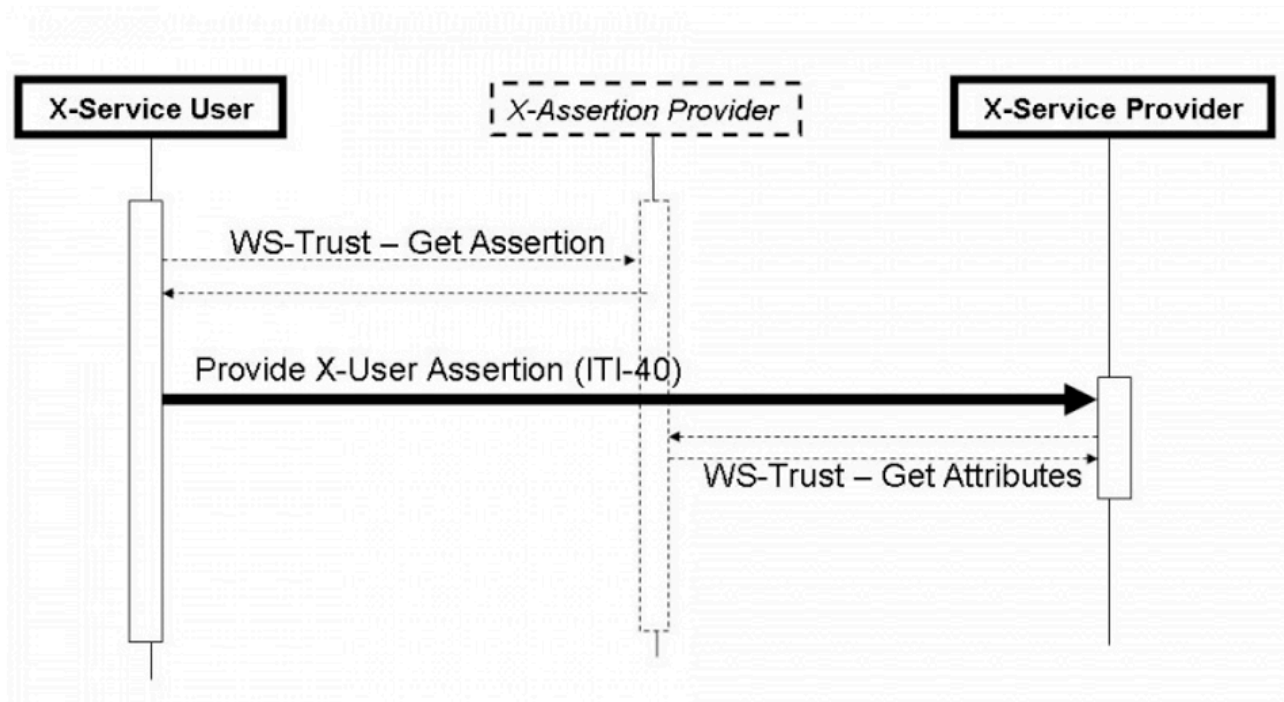 X-Service User
X-Assertion Provider
X-Service Provider
WS-Trust – Get Assertion
Provide X-User Assertion (ITI-40)
WS-Trust – Get Attributes